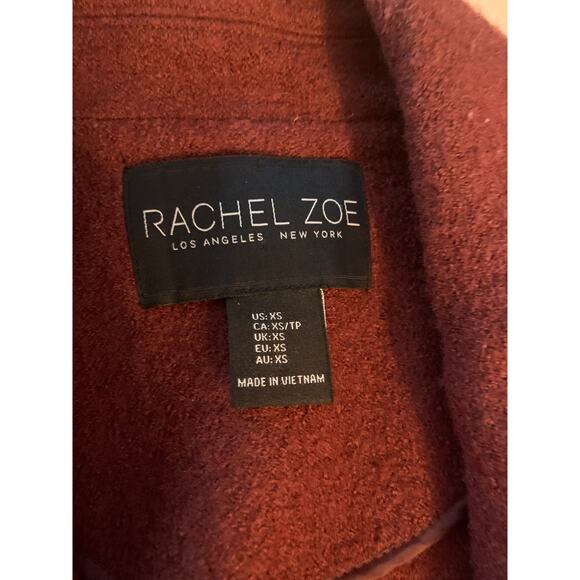 RACHEL ZOE
LOS ANGELES NEW YORK
US: XS
CA: XS/TP
UK: XS
EU: XS
AU: XS
MADE IN VIETNAM